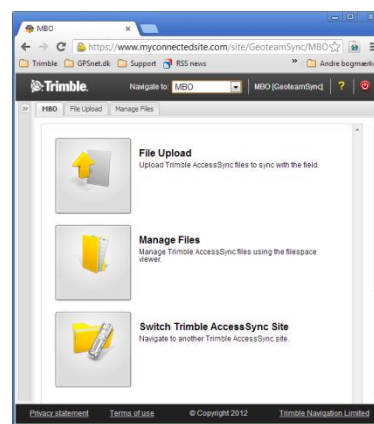 MBO
https://www.myconnectedsite.com/site/GeoteamSync/MBO
Trimble GPSnet.dk Support RSS news » Andre bogmærke
Trimble. Navigate to: MBO MBO [GeoteamSync] ?
» MBO File Upload Manage Files
File Upload
Upload Trimble AccessSync files to sync with the field.
Manage Files
Manage Trimble AccessSync files using the filespace
viewer.
Switch Trimble AccessSync Site
Navigate to another Trimble AccessSync site.
Privacy statement Terms of use © Copyright 2012 Trimble Navigation Limited